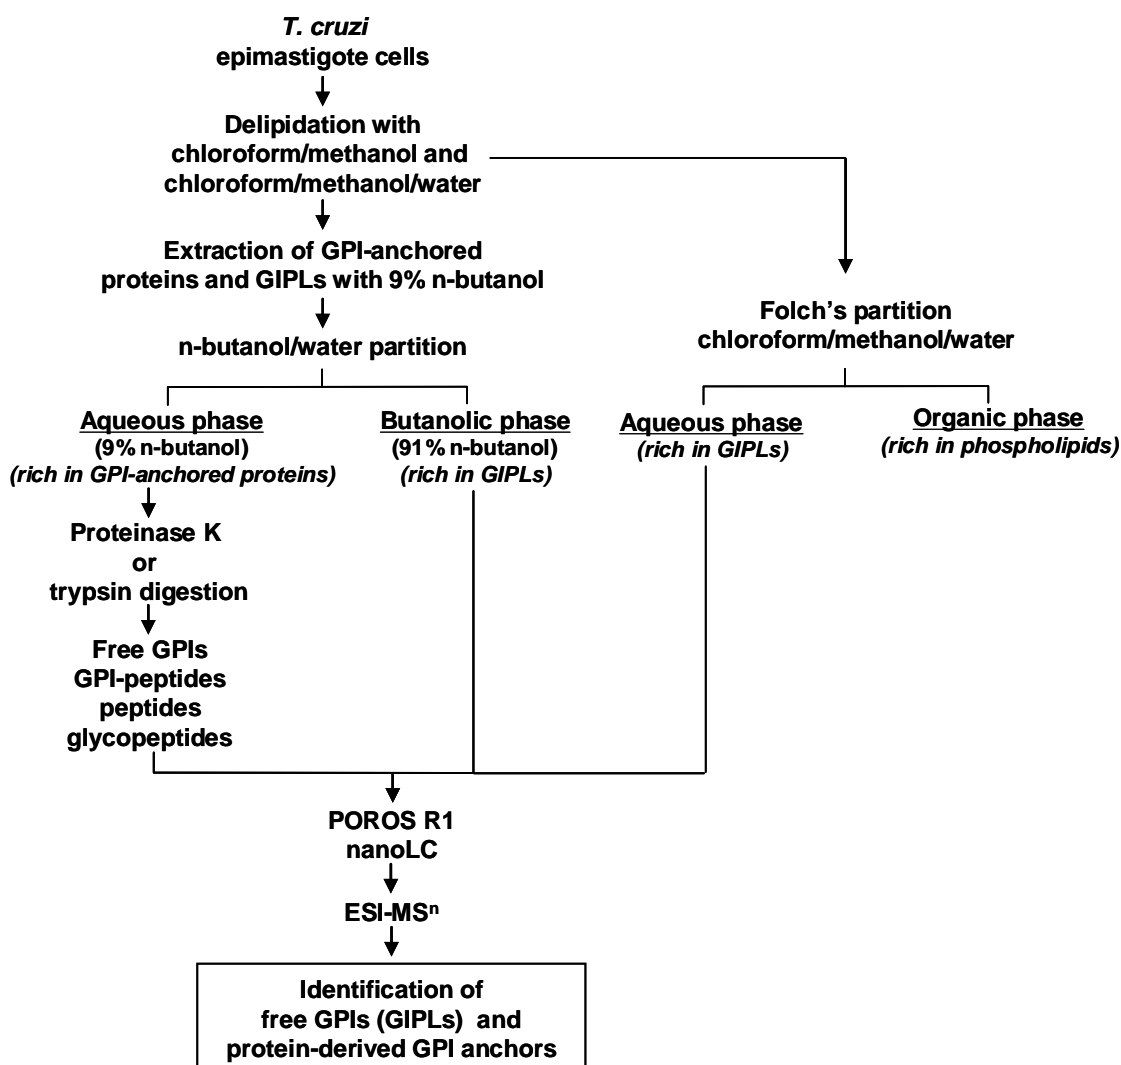 T. cruzi
epimastigote cells
Delipidation with
chloroform/methanol and
chloroform/methanol/water
Extraction of GPI-anchored
proteins and GIPLs with 9% n-butanol
n-butanol/water partition
Folch's partition
chloroform/methanol/water
Aqueous phase
(9% n-butanol)
(rich in GPI-anchored proteins)
Butanolic phase
(91% n-butanol)
(rich in GIPLs)
Aqueous phase
(rich in GIPLs)
Organic phase
(rich in phospholipids)
Proteinase K
or
trypsin digestion
Free GPIs
GPI-peptides
peptides
glycopeptides
POROS R1
nanoLC
ESI-MSⁿ
Identification of
free GPIs (GIPLs) and
protein-derived GPI anchors